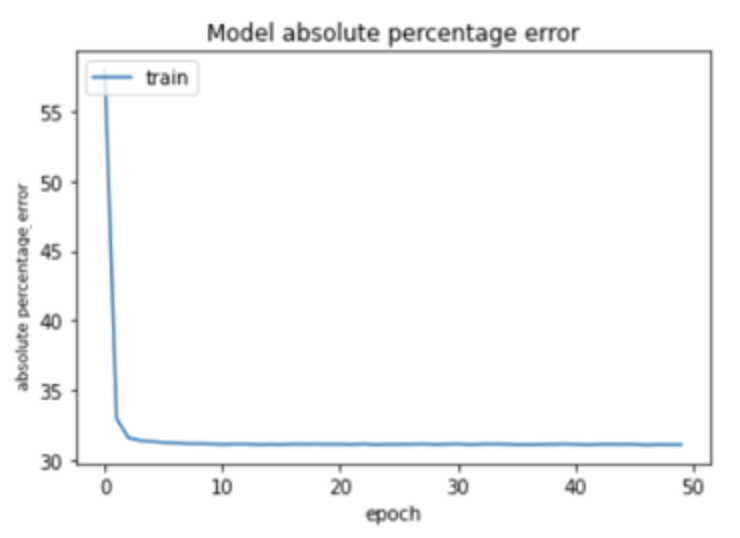 Model absolute percentage error
train
55
50
45
40
35
30
absolute percentage_error
0 10 20 30 40 50
epoch